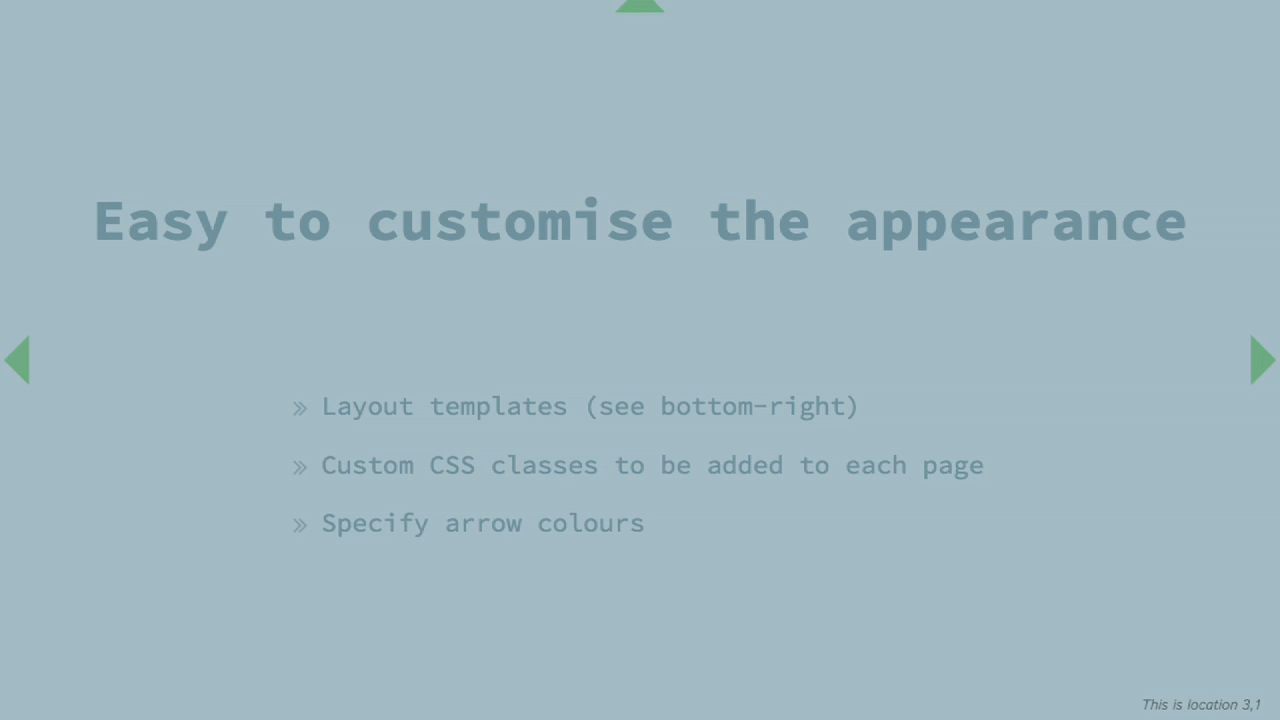 Easy to customise the appearance
» Layout templates (see bottom-right)
» Custom CSS classes to be added to each page
» Specify arrow colours
This is location 3,1